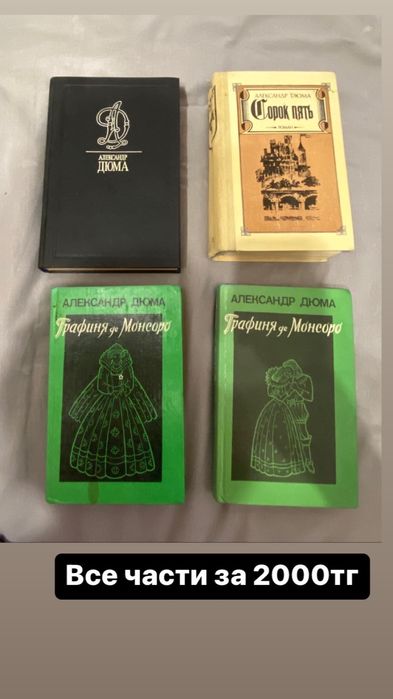 АЛЕКСАНДР
ДЮМА
АЛЕКСАНДР ДЮМА
Сорок пять
РОМАН
АЛЕКСАНДР ДЮМА
Графиня де Монсоро
АЛЕКСАНДР ДЮМА
Графиня де Монсоро
Все части за 2000тг